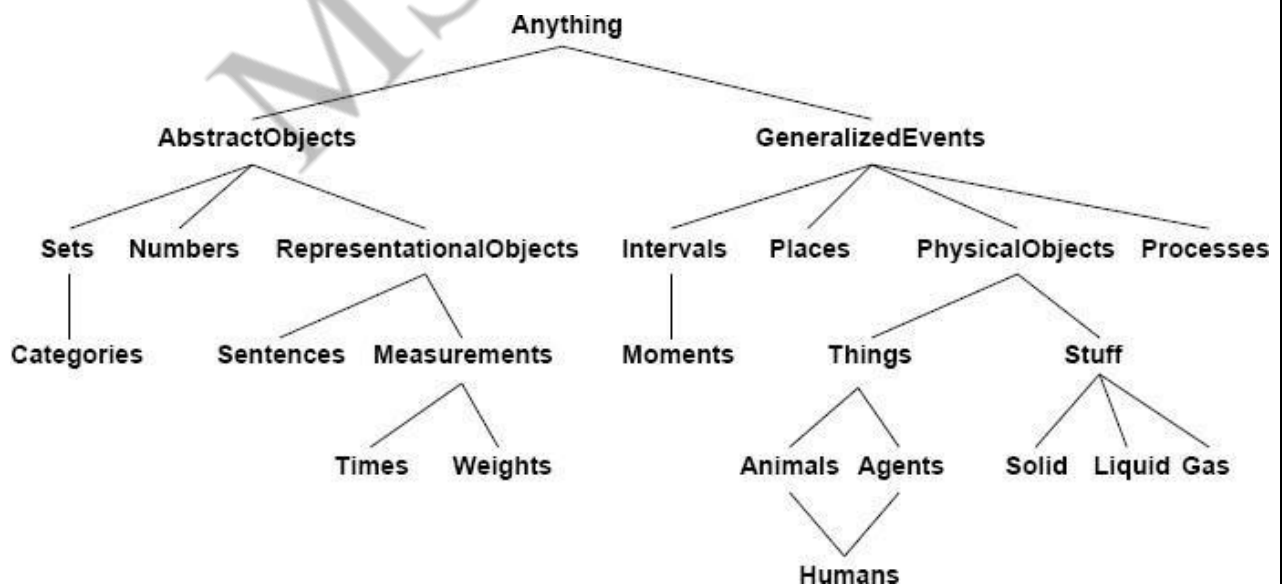 Anything
AbstractObjects GeneralizedEvents
Sets Numbers RepresentationalObjects Intervals Places PhysicalObjects Processes
Categories Sentences Measurements Moments Things Stuff
Times Weights Animals Agents Solid Liquid Gas
Humans